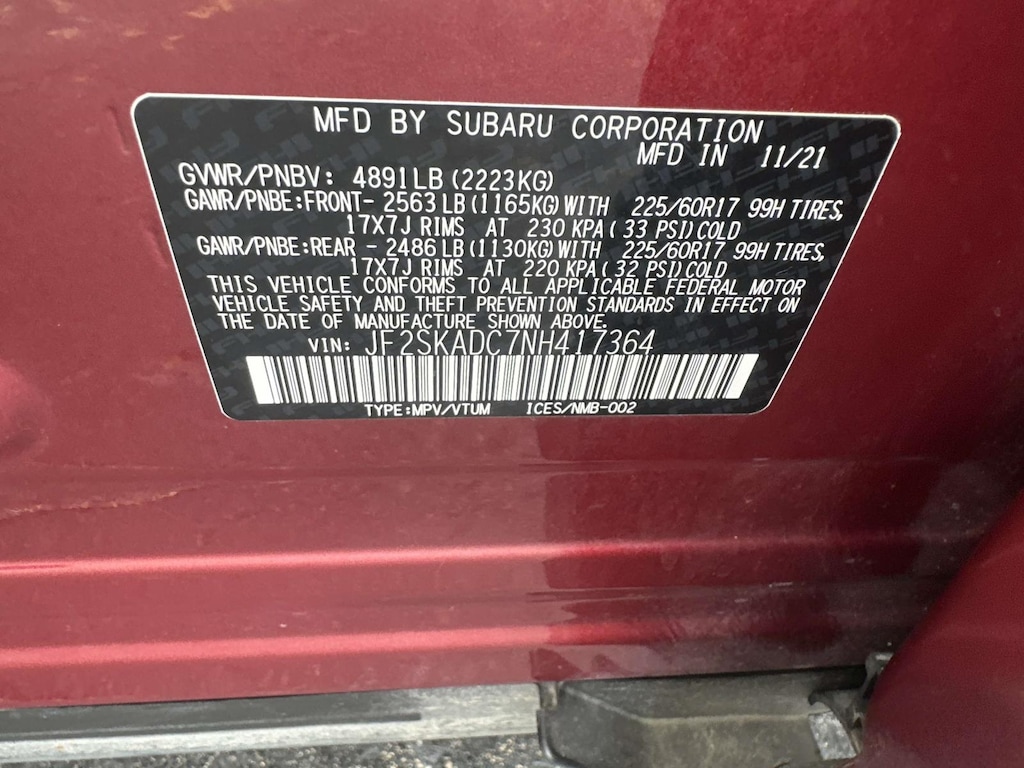 MFD BY SUBARU CORPORATION
MFD IN 11/21
GVWR/PNBV: 4891LB (2223KG)
GAWR/PNBE:FRONT- 2563 LB (1165KG) WITH 225/60R17 99H TIRES,
17X7J RIMS AT 230 KPA ( 33 PSI) COLD
GAWR/PNBE:REAR - 2486 LB (1130KG) WITH 225/60R17 99H TIRES,
17X7J RIMS AT 220 KPA ( 32 PSI) COLD
THIS VEHICLE CONFORMS TO ALL APPLICABLE FEDERAL MOTOR
VEHICLE SAFETY AND THEFT PREVENTION STANDARDS IN EFFECT ON
THE DATE OF MANUFACTURE SHOWN ABOVE.
VIN: JF2SKADC7NH417364
TYPE:MPV/VTUM ICES/NMB-002